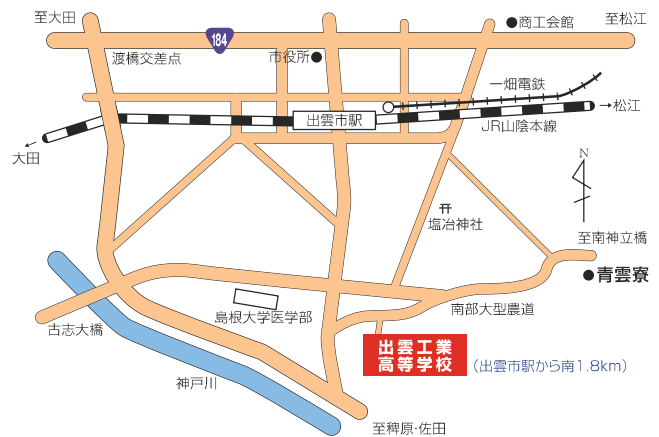 至大田
184
商工会館
至松江
渡橋交差点
市役所
一畑電鉄
出雲市駅
松江
JR山陰本線
大田
N
塩冶神社
至南神立橋
青雲寮
島根大学医学部
南部大型農道
古志大橋
出雲工業
高等学校
(出雲市駅から南1.8km)
神戸川
至稗原・佐田